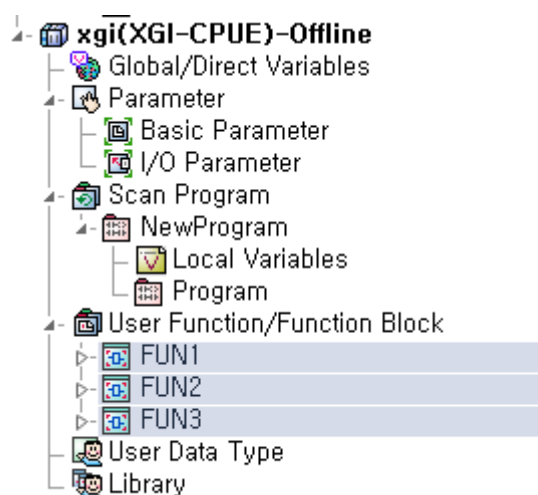 xgi(XGI-CPUE)-Offline
Global/Direct Variables
Parameter
Basic Parameter
I/O Parameter
Scan Program
NewProgram
Local Variables
Program
User Function/Function Block
FUN1
FUN2
FUN3
User Data Type
Library